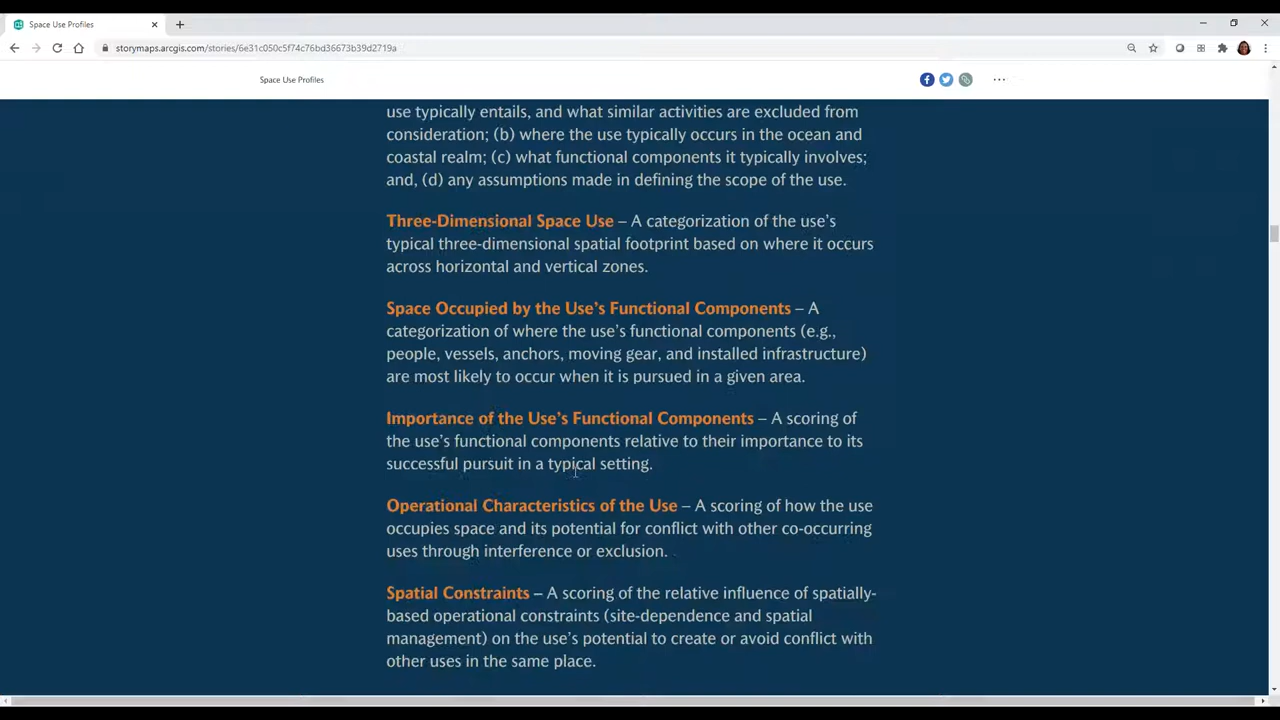 Space Use Profiles
storymaps.arcgis.com/stories/6e31c050c5f74c76bd36673b39d2719a
Space Use Profiles
use typically entails, and what similar activities are excluded from
consideration; (b) where the use typically occurs in the ocean and
coastal realm; (c) what functional components it typically involves;
and, (d) any assumptions made in defining the scope of the use.
Three-Dimensional Space Use – A categorization of the use's
typical three-dimensional spatial footprint based on where it occurs
across horizontal and vertical zones.
Space Occupied by the Use's Functional Components – A
categorization of where the use's functional components (e.g.,
people, vessels, anchors, moving gear, and installed infrastructure)
are most likely to occur when it is pursued in a given area.
Importance of the Use's Functional Components – A scoring of
the use's functional components relative to their importance to its
successful pursuit in a typical setting.
Operational Characteristics of the Use – A scoring of how the use
occupies space and its potential for conflict with other co-occurring
uses through interference or exclusion.
Spatial Constraints – A scoring of the relative influence of spatially-
based operational constraints (site-dependence and spatial
management) on the use's potential to create or avoid conflict with
other uses in the same place.